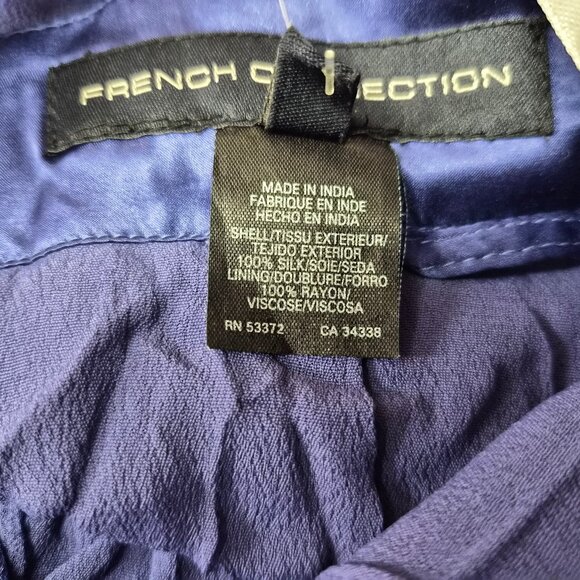 FRENCH CONNECTION
MADE IN INDIA
FABRIQUE EN INDE
HECHO EN INDIA
SHELL/TISSU EXTERIEUR/
TEJIDO EXTERIOR
100% SILK/SOIE/SEDA
LINING/DOUBLURE/FORRO
100% RAYON/
VISCOSE/VISCOSA
RN 53372 CA 34338